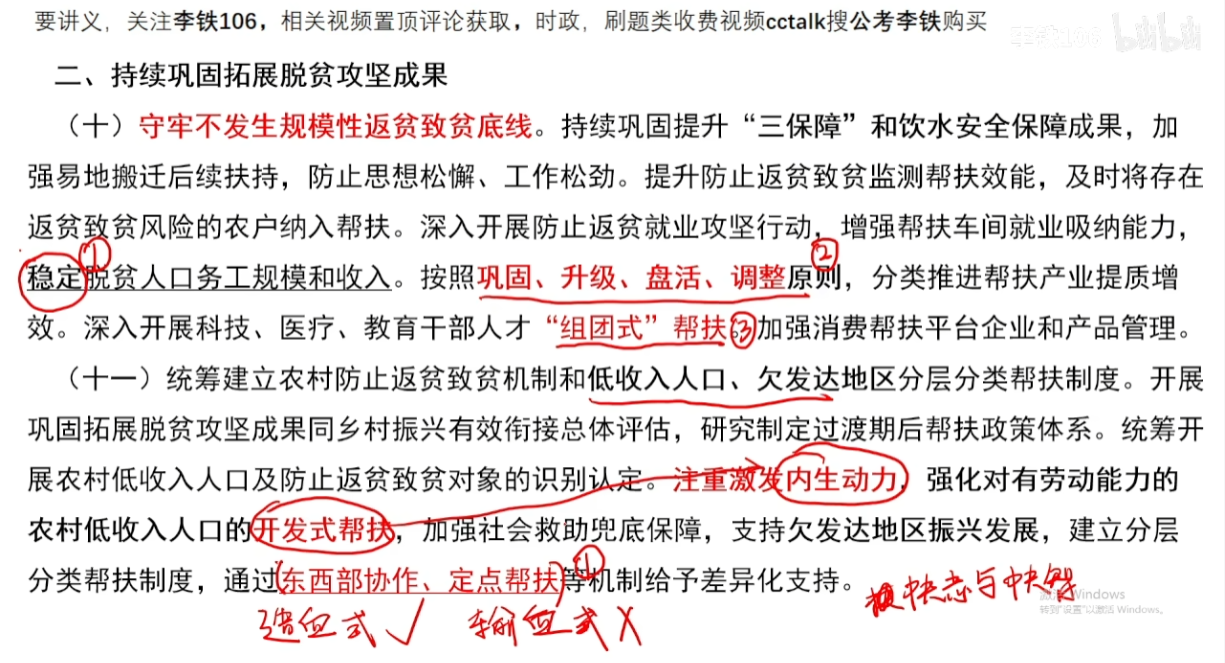 要讲义，关注李铁106，相关视频置顶评论获取，时政，刷题类收费视频cctalk搜公考李铁购买
李铁106 bilibili
二、持续巩固拓展脱贫攻坚成果
（十）守牢不发生规模性返贫致贫底线。持续巩固提升“三保障”和饮水安全保障成果，加
强易地搬迁后续扶持，防止思想松懈、工作松劲。提升防止返贫致贫监测帮扶效能，及时将存在
返贫致贫风险的农户纳入帮扶。深入开展防止返贫就业攻坚行动，增强帮扶车间就业吸纳能力，
① ②
稳定脱贫人口务工规模和收入。按照巩固、升级、盘活、调整原则，分类推进帮扶产业提质增
效。深入开展科技、医疗、教育干部人才“组团式”帮扶。③加强消费帮扶平台企业和产品管理。
（十一）统筹建立农村防止返贫致贫机制和低收入人口、欠发达地区分层分类帮扶制度。开展
巩固拓展脱贫攻坚成果同乡村振兴有效衔接总体评估，研究制定过渡期后帮扶政策体系。统筹开
展农村低收入人口及防止返贫致贫对象的识别认定。注重激发内生动力，强化对有劳动能力的
农村低收入人口的开发式帮扶，加强社会救助兜底保障，支持欠发达地区振兴发展，建立分层
分类帮扶制度，通过(东西部协作、定点帮扶)①等机制给予差异化支持。
激活 Windows
转到“设置”以激活 Windows。
造血式✓ 输血式X